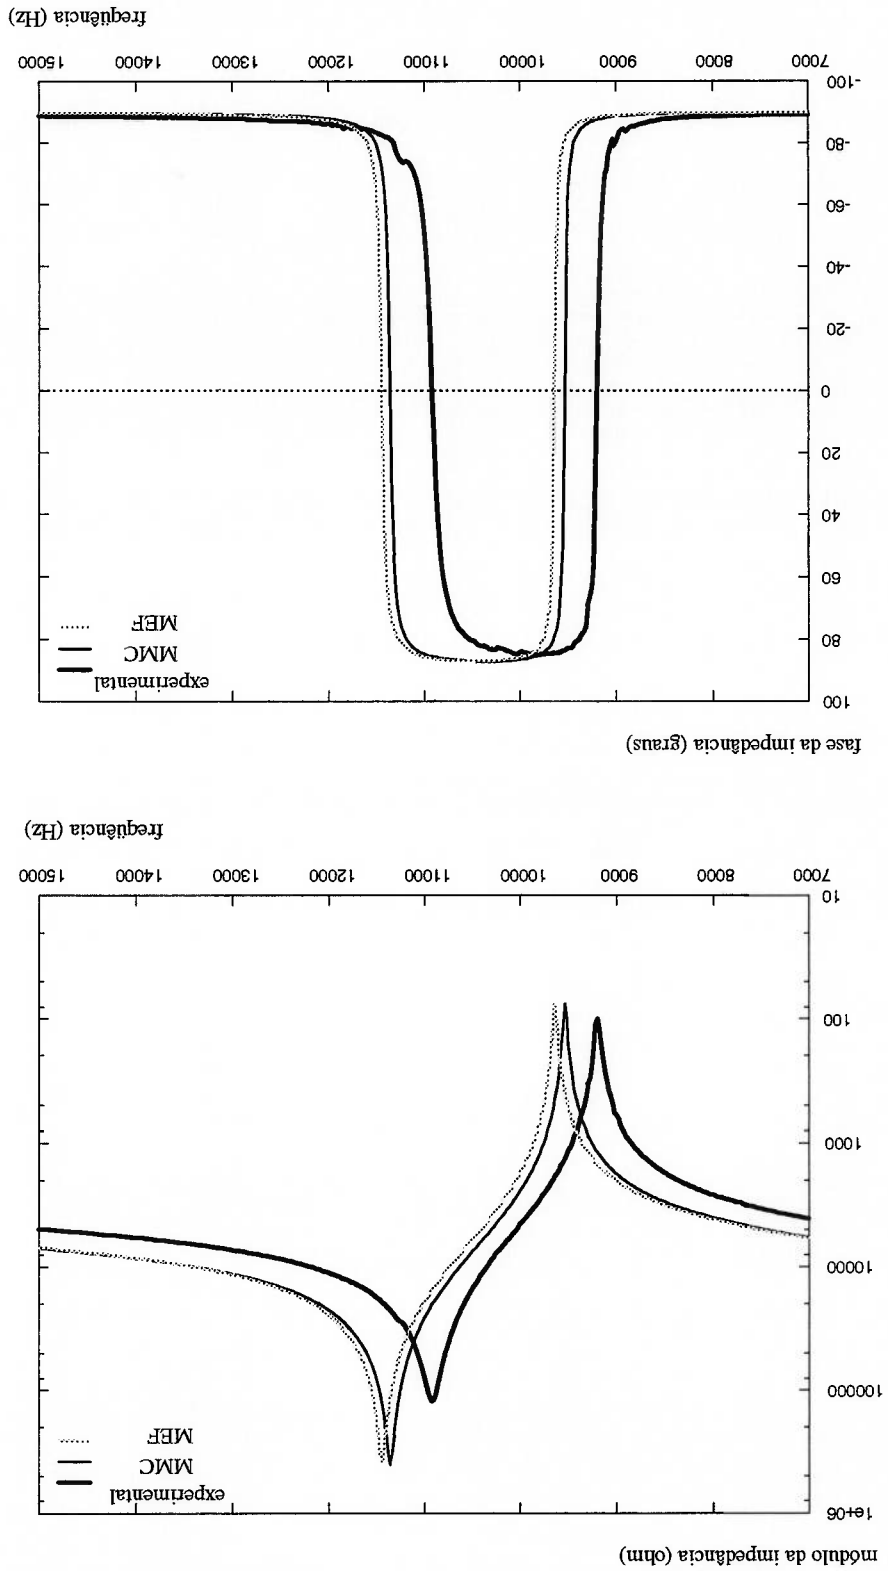 módulo da impedância (ohm)
1e+06
100000
10000
1000
100
10
experimental
MMC
MEF
7000 8000 9000 10000 11000 12000 13000 14000 15000
freqüência (Hz)
fase da impedância (graus)
100
80
60
40
20
0
-20
-40
-60
-80
-100
experimental
MMC
MEF
7000 8000 9000 10000 11000 12000 13000 14000 15000
freqüência (Hz)